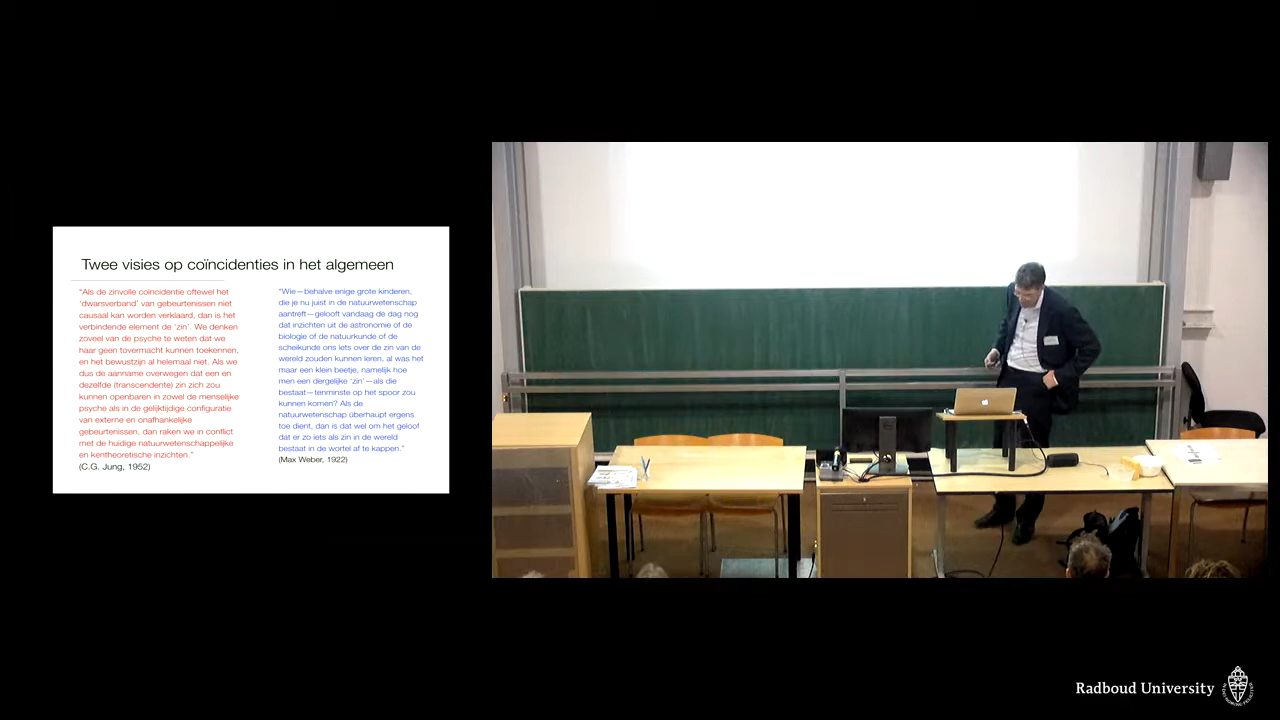 Twee visies op coïncidenties in het algemeen
“Als de zinvolle coincidentie oftewel het
‘dwarsverband’ van gebeurtenissen niet
causaal kan worden verklaard, dan is het
verbindende element de ‘zin’. We denken
zoveel van de psyche te weten dat we
haar geen tovermacht kunnen toekennen,
en het bewustzijn al helemaal niet. Als we
dus de aanname overwegen dat een en
dezelfde (transcendente) zin zich zou
kunnen openbaren in zowel de menselijke
psyche als in de gelijktijdige configuratie
van externe en onafhankelijke
gebeurtenissen, dan raken we in conflict
met de huidige natuurwetenschappelijke
en kentheoretische inzichten.”
(C.G. Jung, 1952)
“Wie—behalve enige grote kinderen,
die je nu juist in de natuurwetenschap
aantreft—gelooft vandaag de dag nog
dat inzichten uit de astronomie of de
biologie of de natuurkunde of de
scheikunde ons iets over de zin van de
wereld zouden kunnen leren, al was het
maar een klein beetje, namelijk hoe
men een dergelijke ‘zin’—als die
bestaat—tenminste op het spoor zou
kunnen komen? Als de
natuurwetenschap überhaupt ergens
toe dient, dan is dat wel om het geloof
dat er zo iets als zin in de wereld
bestaat in de wortel af te kappen.”
(Max Weber, 1922)
Radboud University